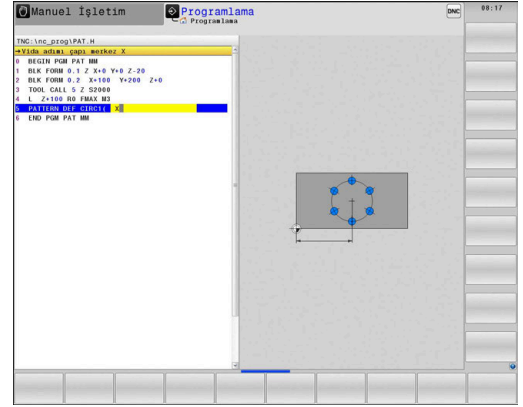 Manuel İşletim
Programlama
Programlama
DNC
08:17
TNC:\nc_prog\PAT.H
→Vida adımı çapı merkez X
0 BEGIN PGM PAT MM
1 BLK FORM 0.1 Z X+0 Y+0 Z-20
2 BLK FORM 0.2 X+100 Y+200 Z+0
3 TOOL CALL 5 Z S2000
4 L Z+100 R0 FMAX M3
5 PATTERN DEF CIRC1( X
6 END PGM PAT MM